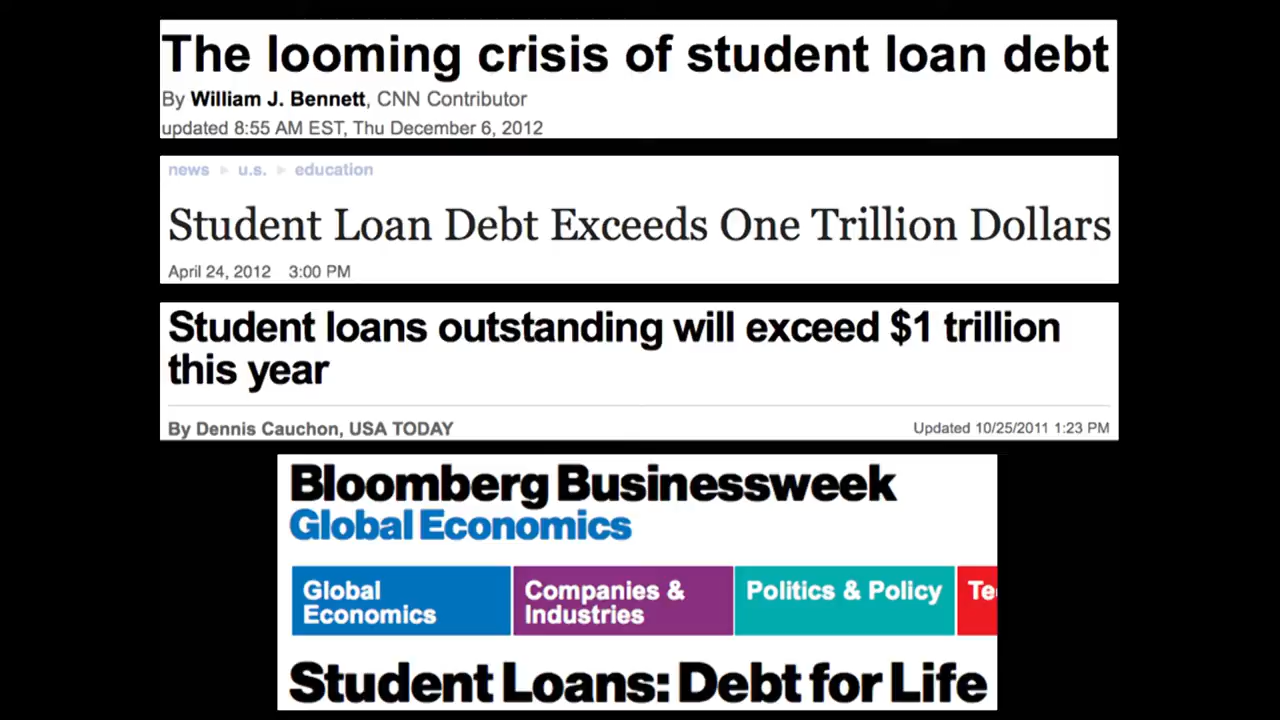 The looming crisis of student loan debt
By William J. Bennett, CNN Contributor
updated 8:55 AM EST, Thu December 6, 2012
news u.s. education
Student Loan Debt Exceeds One Trillion Dollars
April 24, 2012 3:00 PM
Student loans outstanding will exceed $1 trillion
this year
By Dennis Cauchon, USA TODAY Updated 10/25/2011 1:23 PM
Bloomberg Businessweek
Global Economics
Global Companies & Politics & Policy Te
Economics Industries
Student Loans: Debt for Life